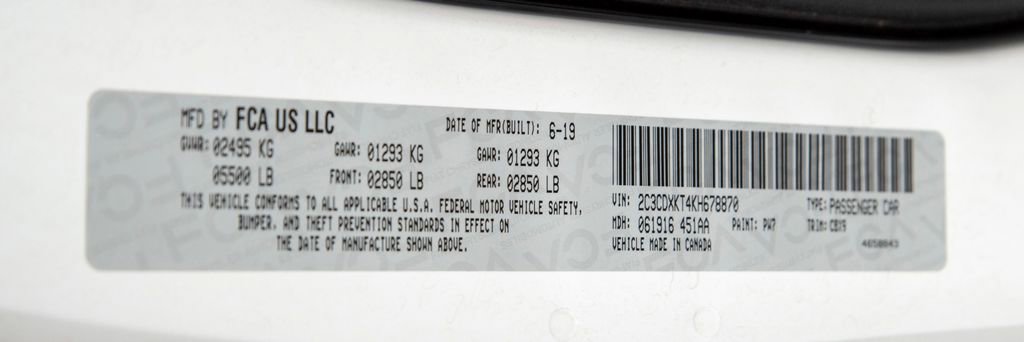 MFD BY FCA US LLC
DATE OF MFR(BUILT): 6-19
GVWR: 02495 KG GAWR: 01293 KG GAWR: 01293 KG
05500 LB FRONT: 02850 LB REAR: 02850 LB
THIS VEHICLE CONFORMS TO ALL APPLICABLE U.S.A. FEDERAL MOTOR VEHICLE SAFETY,
BUMPER, AND THEFT PREVENTION STANDARDS IN EFFECT ON
THE DATE OF MANUFACTURE SHOWN ABOVE.
VIN: 2C3CDXKT4KH678870 TYPE: PASSENGER CAR
MDH: 061916 451AA PAINT: PW7 TRIM: CBX9
VEHICLE MADE IN CANADA